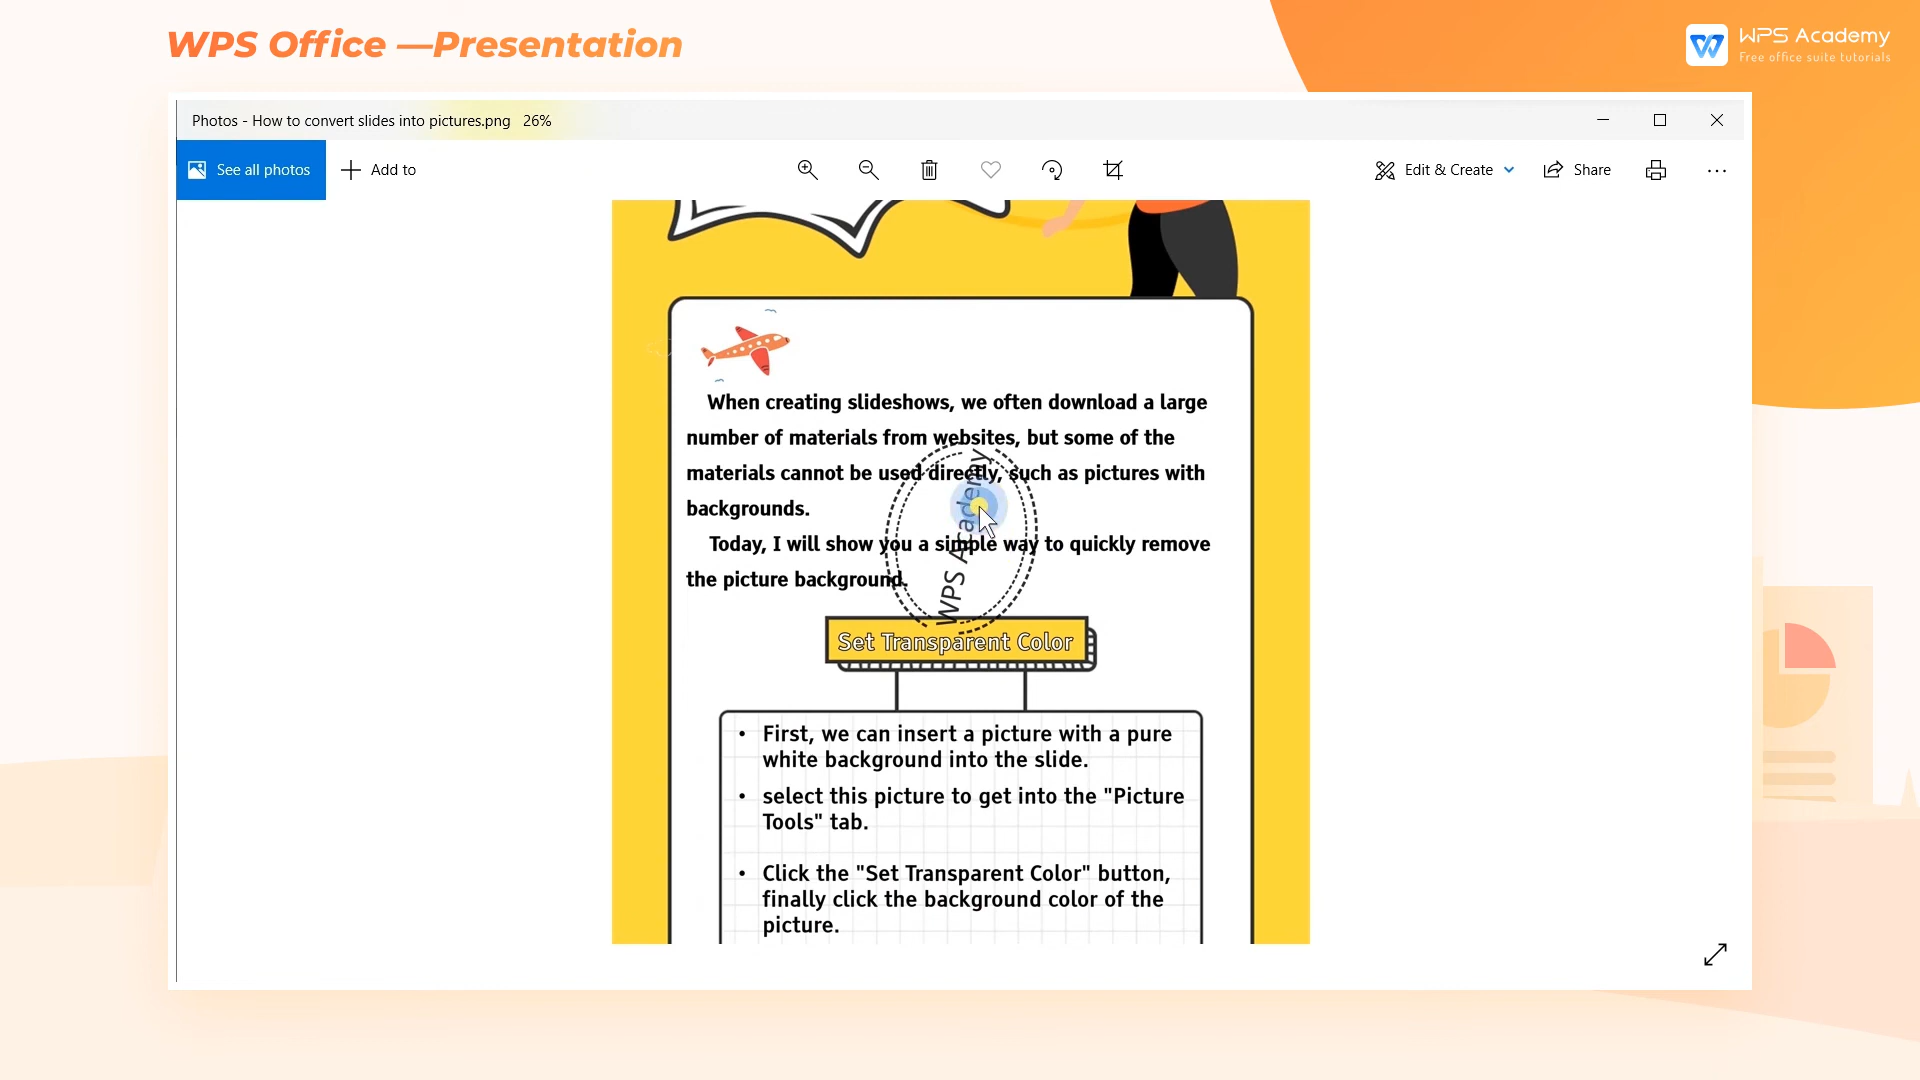 WPS Office —Presentation
WPS Academy
Free office suite tutorials
Photos - How to convert slides into pictures.png 26%
See all photos
Add to
Edit & Create
Share
When creating slideshows, we often download a large
number of materials from websites, but some of the
materials cannot be used directly, such as pictures with
backgrounds.
Today, I will show you a simple way to quickly remove
the picture background.
WPS Academy
Set Transparent Color
• First, we can insert a picture with a pure
white background into the slide.
• select this picture to get into the "Picture
Tools" tab.
• Click the "Set Transparent Color" button,
finally click the background color of the
picture.